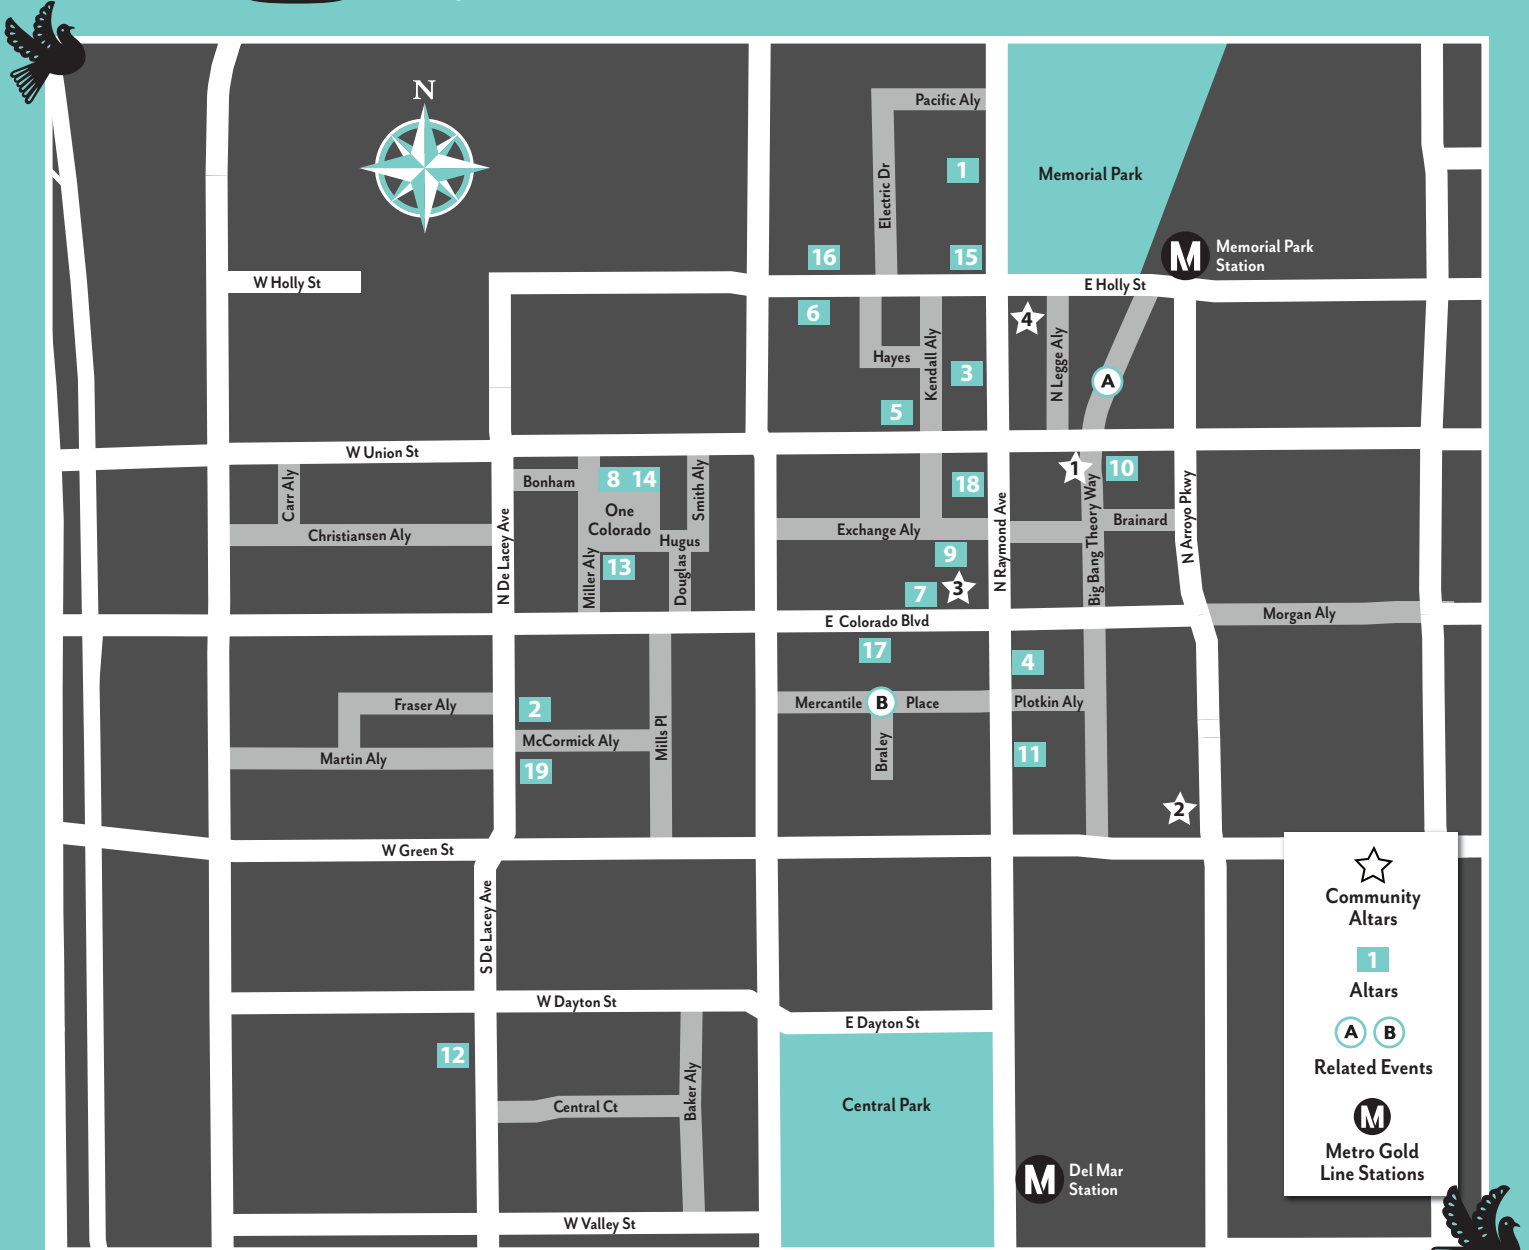 N
Pacific Aly
Electric Dr
1
Memorial Park
16
15
Memorial Park
Station
M
W Holly St
E Holly St
6
4
Hayes
Kendall Aly
N Legge Aly
3
A
5
W Union St
Carr Aly
Bonham
8
14
Smith Aly
18
1
10
One
Colorado
Christiansen Aly
N De Lacey Ave
Hugus
Miller Aly
13
Douglas
Exchange Aly
N Raymond Ave
Big Bang Theory Way
Brainard
N Arroyo Pkwy
9
7
3
E Colorado Blvd
Morgan Aly
17
4
Fraser Aly
2
Mercantile
B
Place
Plotkin Aly
McCormick Aly
Mills Pl
Martin Aly
19
Braley
11
2
W Green St
S De Lacey Ave
W Dayton St
E Dayton St
12
Central Ct
Baker Aly
Central Park
M
Del Mar
Station
W Valley St
Community
Altars
1
Altars
A
B
Related Events
M
Metro Gold
Line Stations